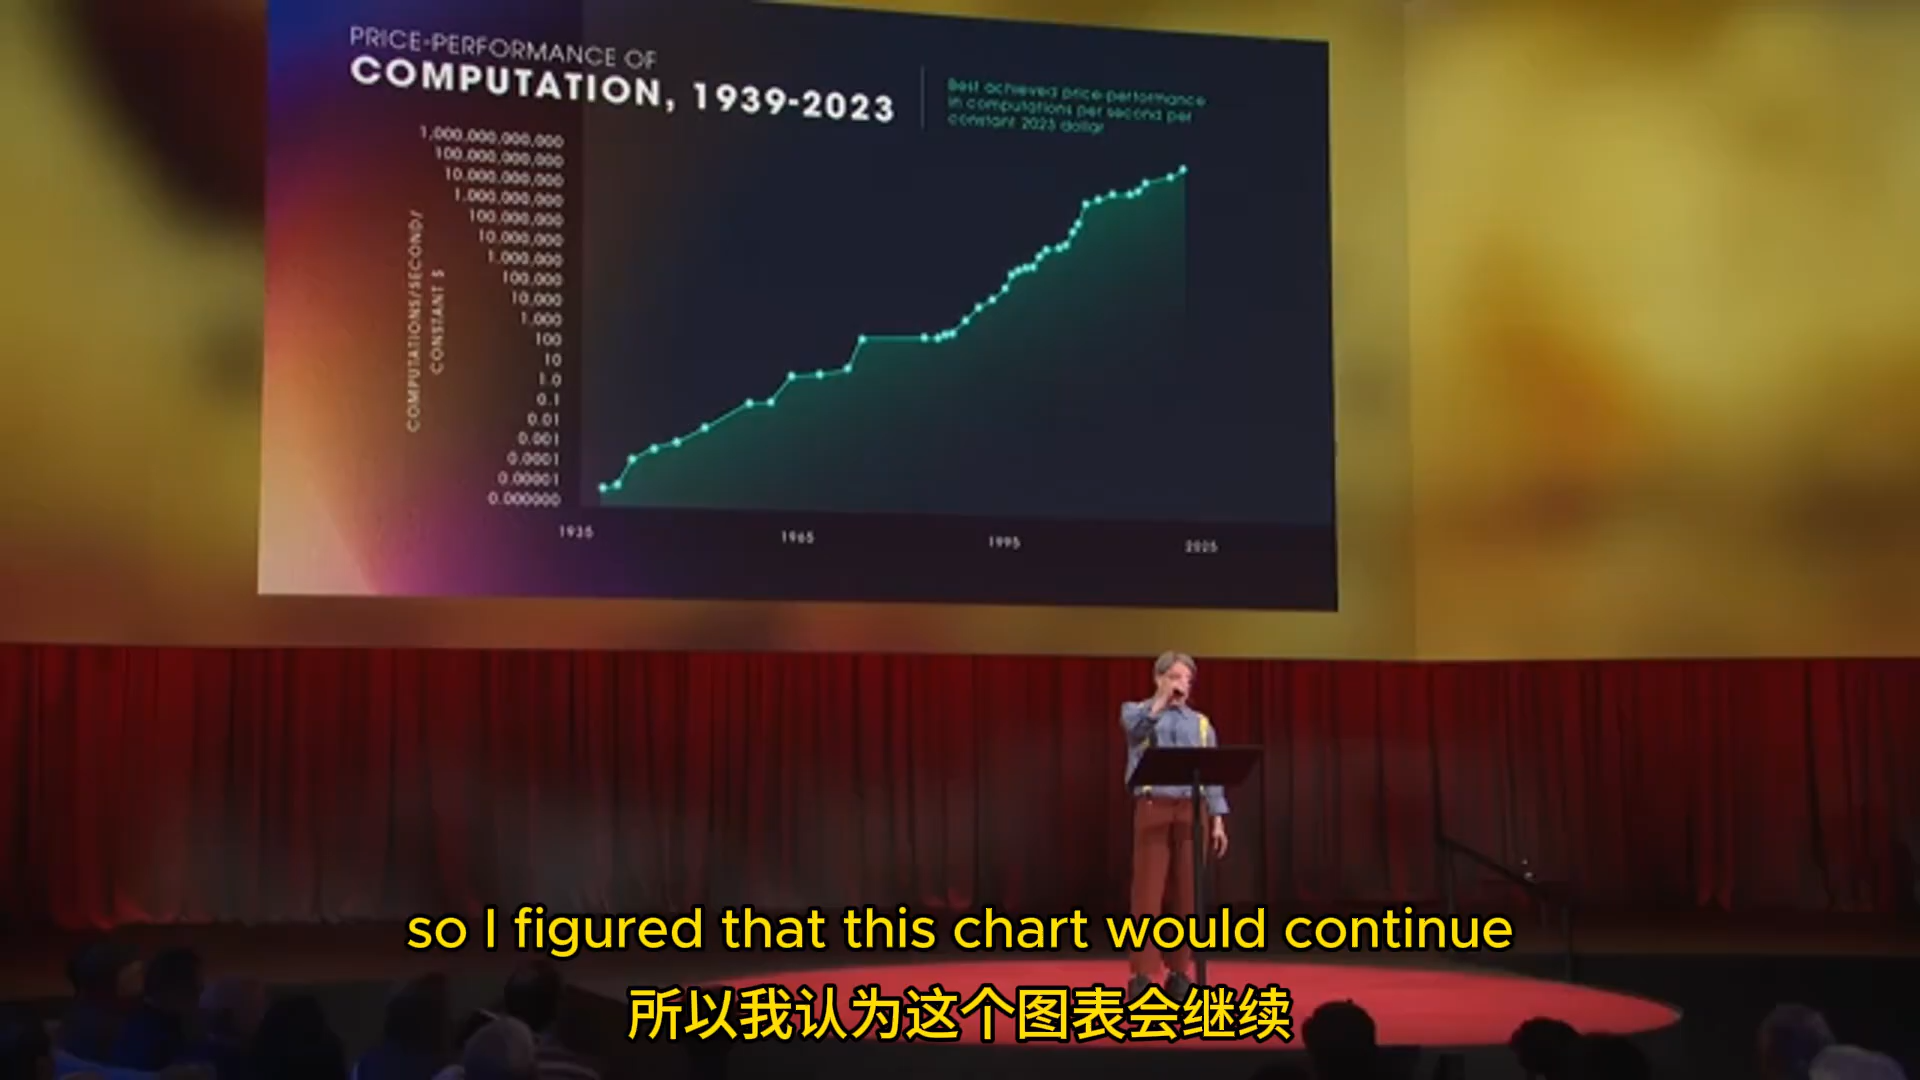 PRICE-PERFORMANCE OF
COMPUTATION, 1939-2023
Best achieved price-performance
in computations per second per
constant 2023 dollar
1,000,000,000,000
100,000,000,000
10,000,000,000
1,000,000,000
100,000,000
10,000,000
1,000,000
100,000
10,000
1,000
100
10
1.0
0.1
0.01
0.001
0.0001
0.00001
0.000000
COMPUTATIONS/SECOND/
CONSTANT $
1935
1965
1995
2025
so I figured that this chart would continue
所以我认为这个图表会继续